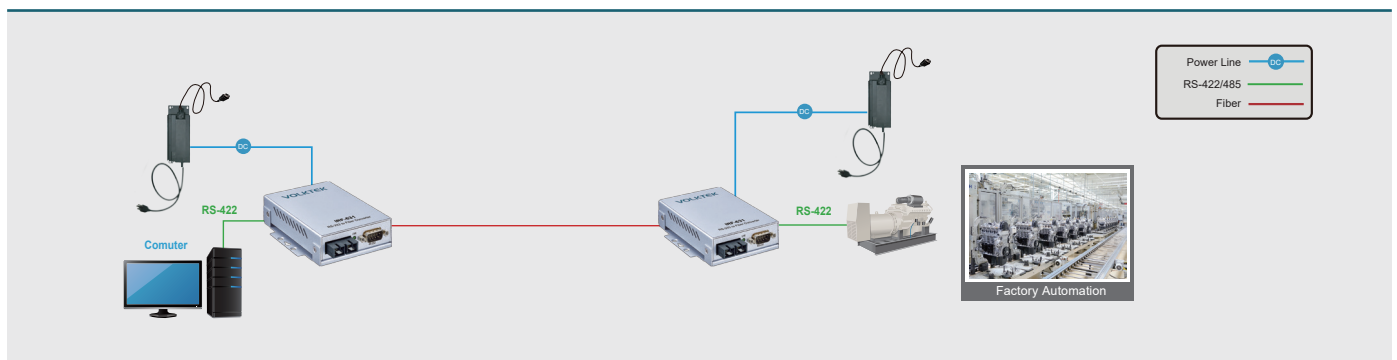 Power Line
DC
RS-422/485
Fiber
DC
DC
VOLKTEK
VOLKTEK
RS-422
RS-422
Comuter
Factory Automation